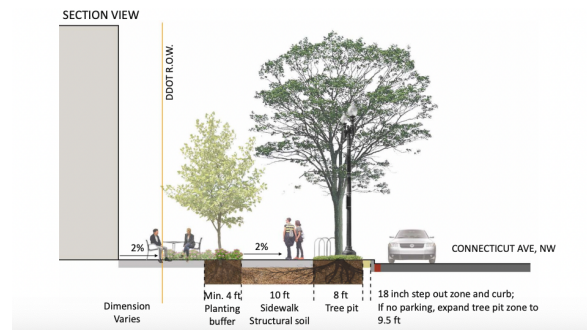 SECTION VIEW
DDOT R.O.W.
2%
2%
CONNECTICUT AVE, NW
Dimension
Varies
Min. 4 ft
Planting
buffer
10 ft
Sidewalk
Structural soil
8 ft
Tree pit
18 inch step out zone and curb;
If no parking, expand tree pit zone to
9.5 ft